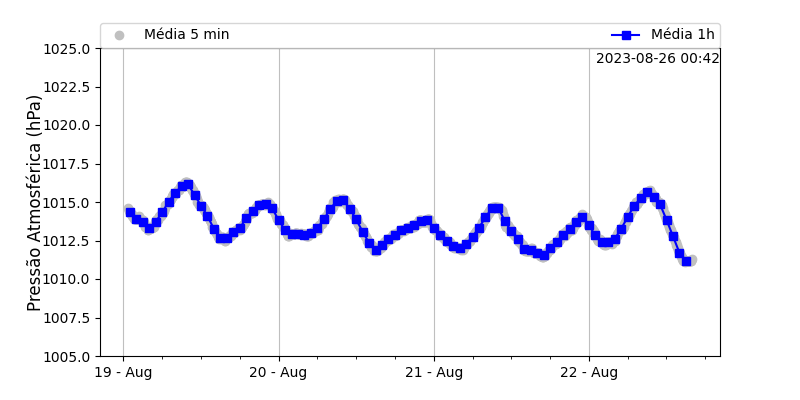 Média 5 min
Média 1h
2023-08-26 00:42
Pressão Atmosférica (hPa)
1025.0
1022.5
1020.0
1017.5
1015.0
1012.5
1010.0
1007.5
1005.0
19 - Aug
20 - Aug
21 - Aug
22 - Aug